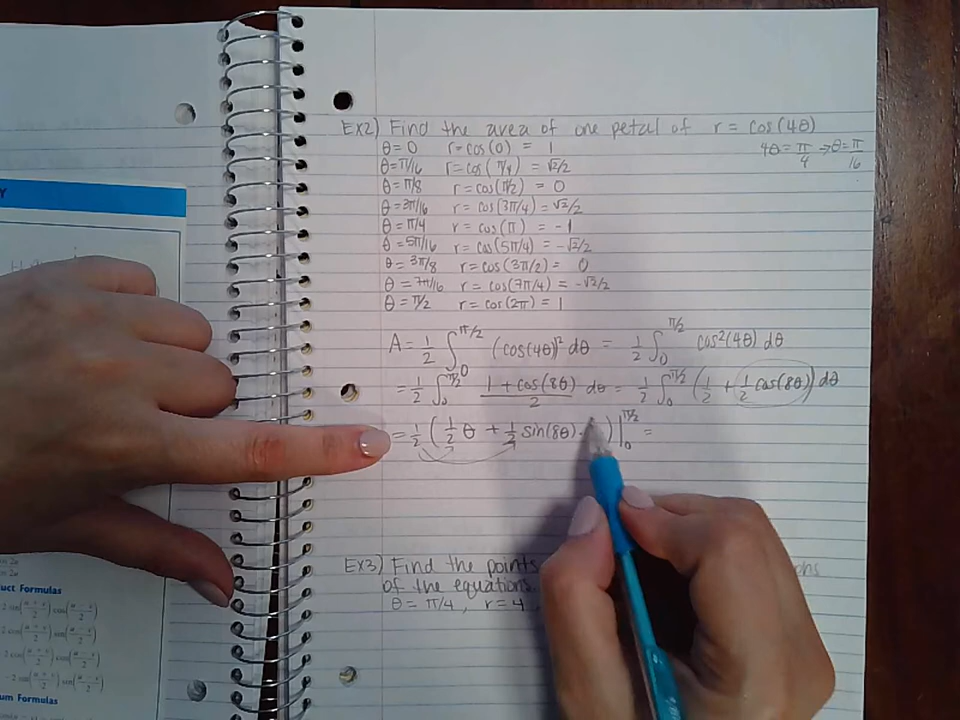 Ex2) Find the area of one petal of r = cos(4θ)
θ = 0 r = cos(0) = 1 4θ = π/4 → θ = π/16
θ = π/16 r = cos(π/4) = √2/2
θ = π/8 r = cos(π/2) = 0
θ = 3π/16 r = cos(3π/4) = √2/2
θ = π/4 r = cos(π) = -1
θ = 5π/16 r = cos(5π/4) = -√2/2
θ = 3π/8 r = cos(3π/2) = 0
θ = 7π/16 r = cos(7π/4) = -√2/2
θ = π/2 r = cos(2π) = 1
A = 1/2 ∫₀^π/2 (cos(4θ))² dθ = 1/2 ∫₀^π/2 cos²(4θ) dθ
= 1/2 ∫₀^π/2 (1 + cos(8θ))/2 dθ = 1/2 ∫₀^π/2 (1/2 + 1/2 cos(8θ)) dθ
= 1/2 (1/2 θ + 1/2 sin(8θ) · ) |₀^π/2 =
Ex3) Find the points
of the equations
θ = π/4, r = 4
Y
uct Formulas
um Formulas